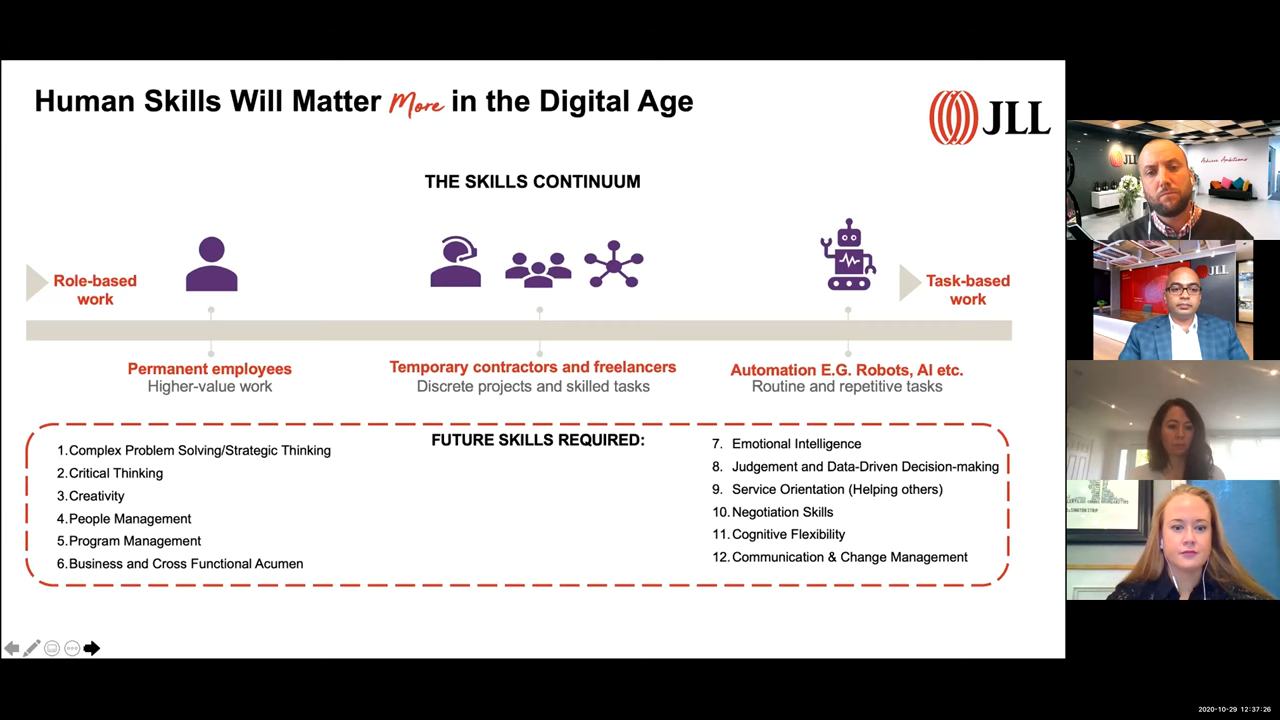 Human Skills Will Matter More in the Digital Age
JLL
THE SKILLS CONTINUUM
Role-based
work
Task-based
work
Permanent employees
Higher-value work
Temporary contractors and freelancers
Discrete projects and skilled tasks
Automation E.G. Robots, AI etc.
Routine and repetitive tasks
FUTURE SKILLS REQUIRED:
1. Complex Problem Solving/Strategic Thinking
2. Critical Thinking
3. Creativity
4. People Management
5. Program Management
6. Business and Cross Functional Acumen
7. Emotional Intelligence
8. Judgement and Data-Driven Decision-making
9. Service Orientation (Helping others)
10. Negotiation Skills
11. Cognitive Flexibility
12. Communication & Change Management
JLL
Achieve Ambitions
JLL
2020-10-29 12:37:26